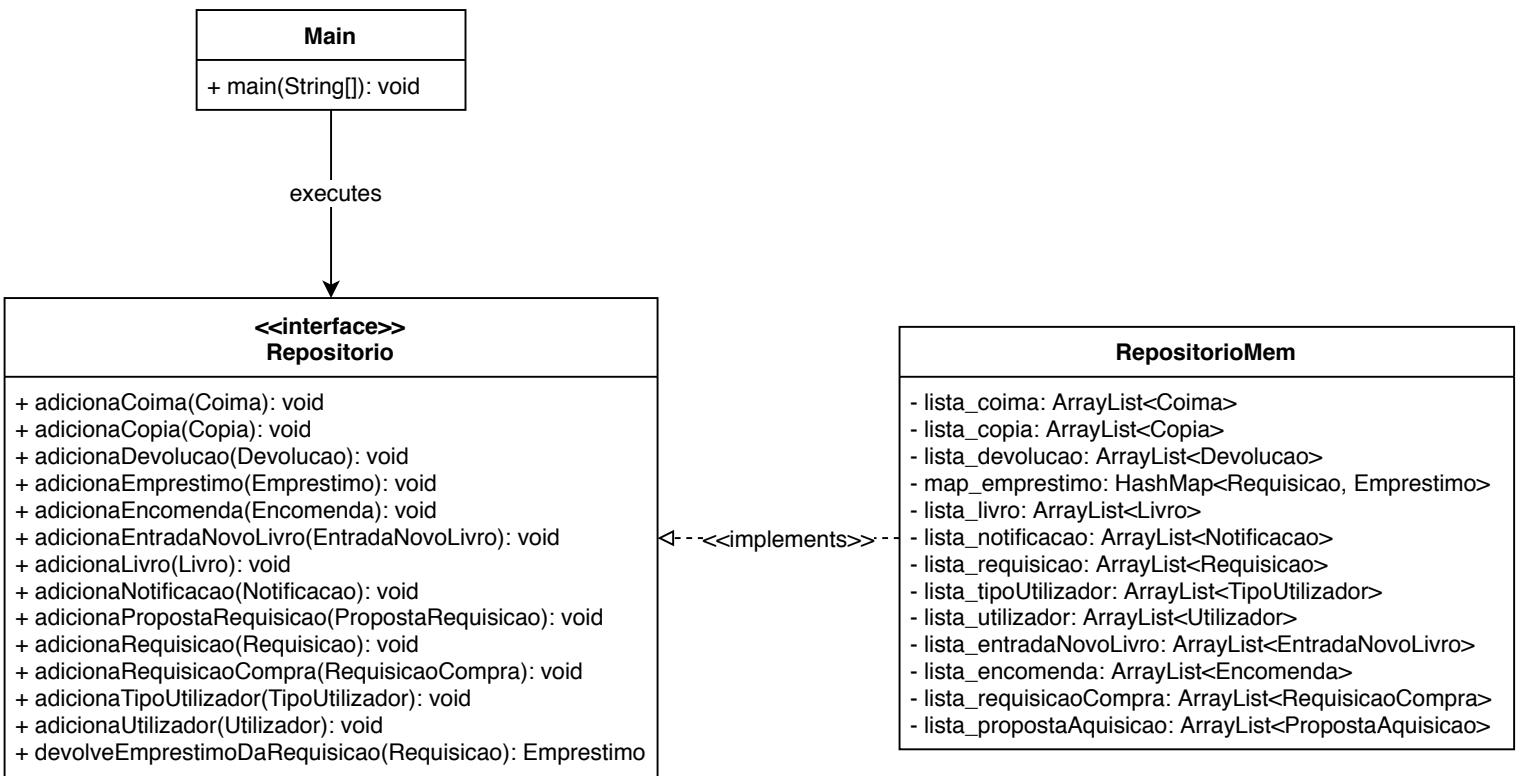 Main
+ main(String[]): void
executes
<<interface>>
Repositorio
+ adicionaCoima(Coima): void
+ adicionaCopia(Copia): void
+ adicionaDevolucao(Devolucao): void
+ adicionaEmprestimo(Emprestimo): void
+ adicionaEncomenda(Encomenda): void
+ adicionaEntradaNovoLivro(EntradaNovoLivro): void
+ adicionaLivro(Livro): void
+ adicionaNotificacao(Notificacao): void
+ adicionaPropostaRequisicao(PropostaRequisicao): void
+ adicionaRequisicao(Requisicao): void
+ adicionaRequisicaoCompra(RequisicaoCompra): void
+ adicionaTipoUtilizador(TipoUtilizador): void
+ adicionaUtilizador(Utilizador): void
+ devolveEmprestimoDaRequisicao(Requisicao): Emprestimo
<<implements>>
RepositorioMem
- lista_coima: ArrayList<Coima>
- lista_copia: ArrayList<Copia>
- lista_devolucao: ArrayList<Devolucao>
- map_emprestimo: HashMap<Requisicao, Emprestimo>
- lista_livro: ArrayList<Livro>
- lista_notificacao: ArrayList<Notificacao>
- lista_requisicao: ArrayList<Requisicao>
- lista_tipoUtilizador: ArrayList<TipoUtilizador>
- lista_utilizador: ArrayList<Utilizador>
- lista_entradaNovoLivro: ArrayList<EntradaNovoLivro>
- lista_encomenda: ArrayList<Encomenda>
- lista_requisicaoCompra: ArrayList<RequisicaoCompra>
- lista_propostaAquisicao: ArrayList<PropostaAquisicao>